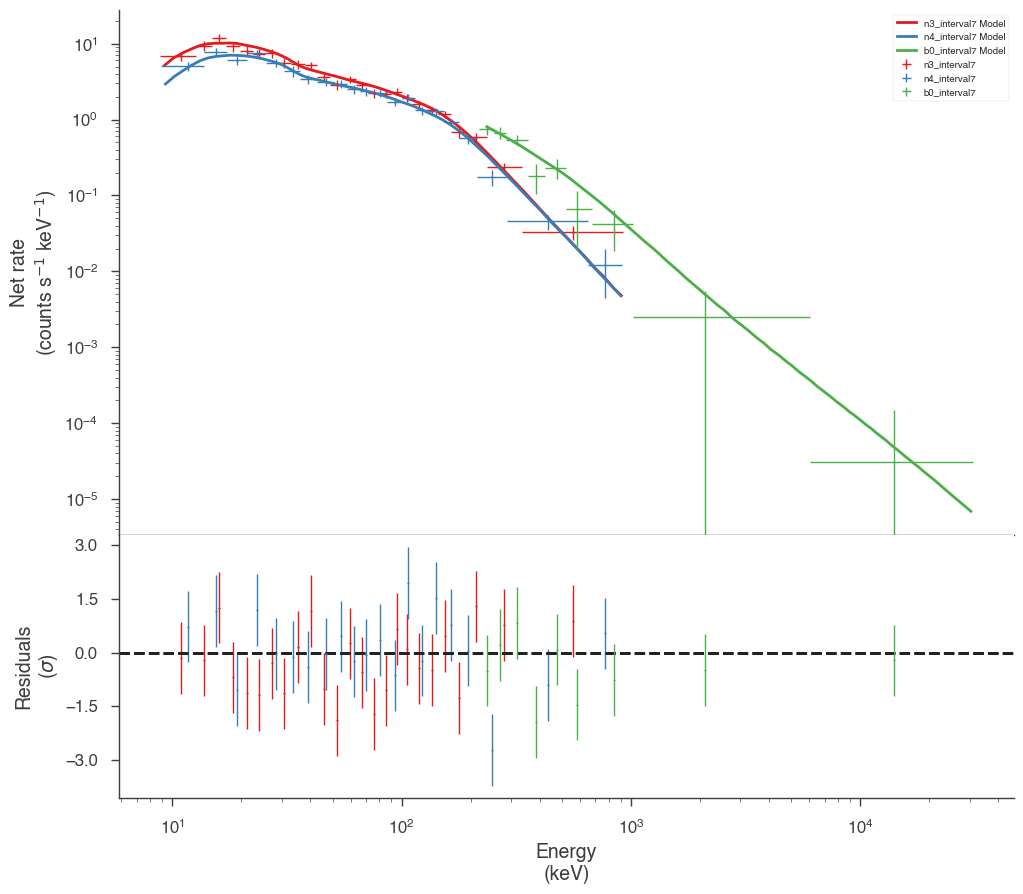 n3_interval7 Model
n4_interval7 Model
b0_interval7 Model
n3_interval7
n4_interval7
b0_interval7
Net rate
(counts s⁻¹ keV⁻¹)
10¹
10⁰
10⁻¹
10⁻²
10⁻³
10⁻⁴
10⁻⁵
Residuals
(σ)
3.0
1.5
0.0
−1.5
−3.0
10¹ 10² 10³ 10⁴
Energy
(keV)